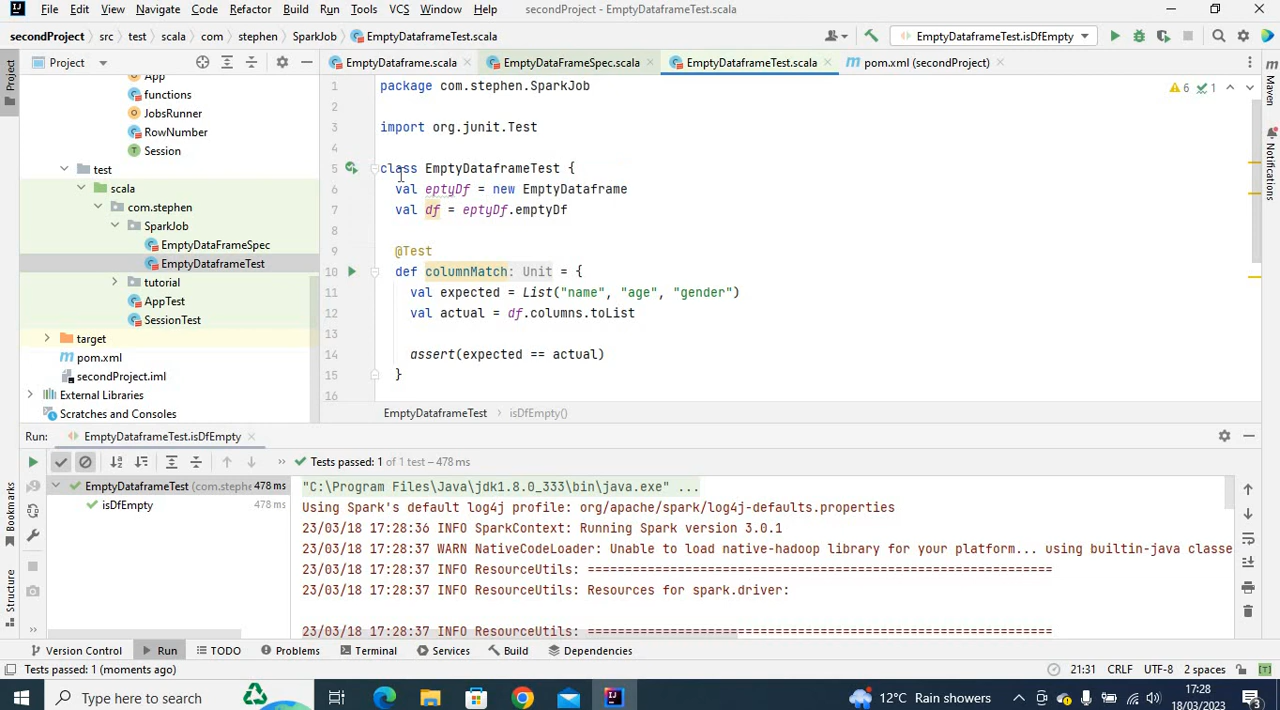 File Edit View Navigate Code Refactor Build Run Tools VCS Window Help secondProject - EmptyDataframeTest.scala
secondProject src test scala com stephen SparkJob EmptyDataframeTest.scala EmptyDataframeTest.isDfEmpty
Project EmptyDataframe.scala EmptyDataFrameSpec.scala EmptyDataframeTest.scala pom.xml (secondProject)
App
functions
JobsRunner
RowNumber
Session
test
scala
com.stephen
SparkJob
EmptyDataFrameSpec
EmptyDataframeTest
tutorial
AppTest
SessionTest
target
pom.xml
secondProject.iml
External Libraries
Scratches and Consoles
6 1
1 package com.stephen.SparkJob
2
3 import org.junit.Test
4
5 class EmptyDataframeTest {
6 val eptyDf = new EmptyDataframe
7 val df = eptyDf.emptyDf
8
9 @Test
10 def columnMatch: Unit = {
11 val expected = List("name", "age", "gender")
12 val actual = df.columns.toList
13
14 assert(expected == actual)
15 }
16
EmptyDataframeTest isDfEmpty()
Project
Bookmarks
Structure
Maven
Notifications
Run: EmptyDataframeTest.isDfEmpty
Tests passed: 1 of 1 test – 478 ms
EmptyDataframeTest (com.stephe 478 ms
isDfEmpty 478 ms
"C:\Program Files\Java\jdk1.8.0_333\bin\java.exe" ...
Using Spark's default log4j profile: org/apache/spark/log4j-defaults.properties
23/03/18 17:28:36 INFO SparkContext: Running Spark version 3.0.1
23/03/18 17:28:37 WARN NativeCodeLoader: Unable to load native-hadoop library for your platform... using builtin-java classe
23/03/18 17:28:37 INFO ResourceUtils: ==============================================================
23/03/18 17:28:37 INFO ResourceUtils: Resources for spark.driver:
23/03/18 17:28:37 INFO ResourceUtils: ==============================================================
Version Control Run TODO Problems Terminal Services Build Dependencies
Tests passed: 1 (moments ago) 21:31 CRLF UTF-8 2 spaces
Type here to search 12°C Rain showers 17:28
18/03/2023 3